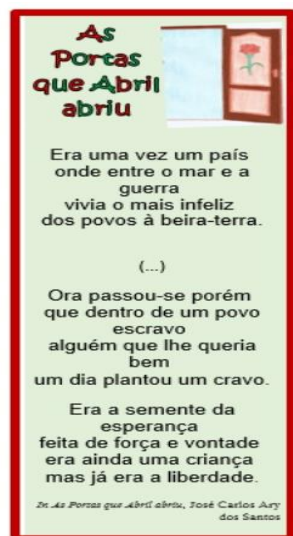 As
Portas
que Abril
abriu
Era uma vez um país
onde entre o mar e a
guerra
vivia o mais infeliz
dos povos à beira-terra.
(...)
Ora passou-se porém
que dentro de um povo
escravo
alguém que lhe queria
bem
um dia plantou um cravo.
Era a semente da
esperança
feita de força e vontade
era ainda uma criança
mas já era a liberdade.
In As Portas que Abril abriu, José Carlos Ary
dos Santos